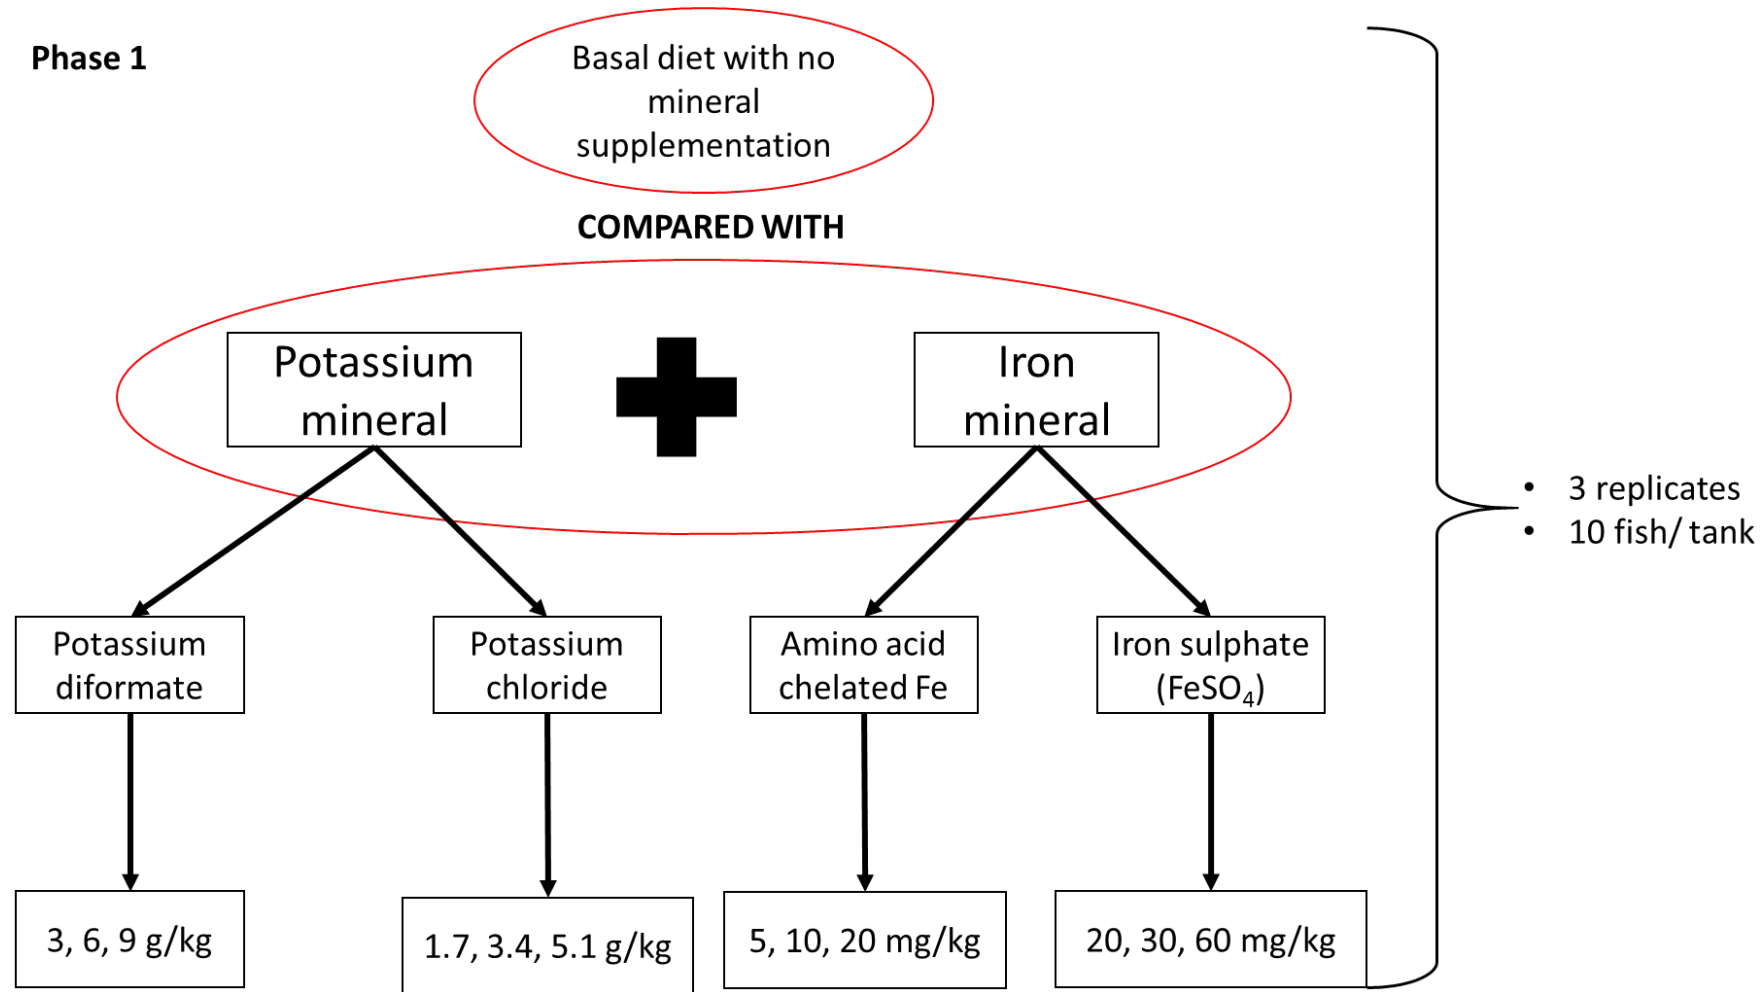 Phase 1
Basal diet with no
mineral
supplementation
COMPARED WITH
Potassium
mineral
Iron
mineral
• 3 replicates
• 10 fish/ tank
Potassium
diformate
Potassium
chloride
Amino acid
chelated Fe
Iron sulphate
(FeSO₄)
3, 6, 9 g/kg
1.7, 3.4, 5.1 g/kg
5, 10, 20 mg/kg
20, 30, 60 mg/kg